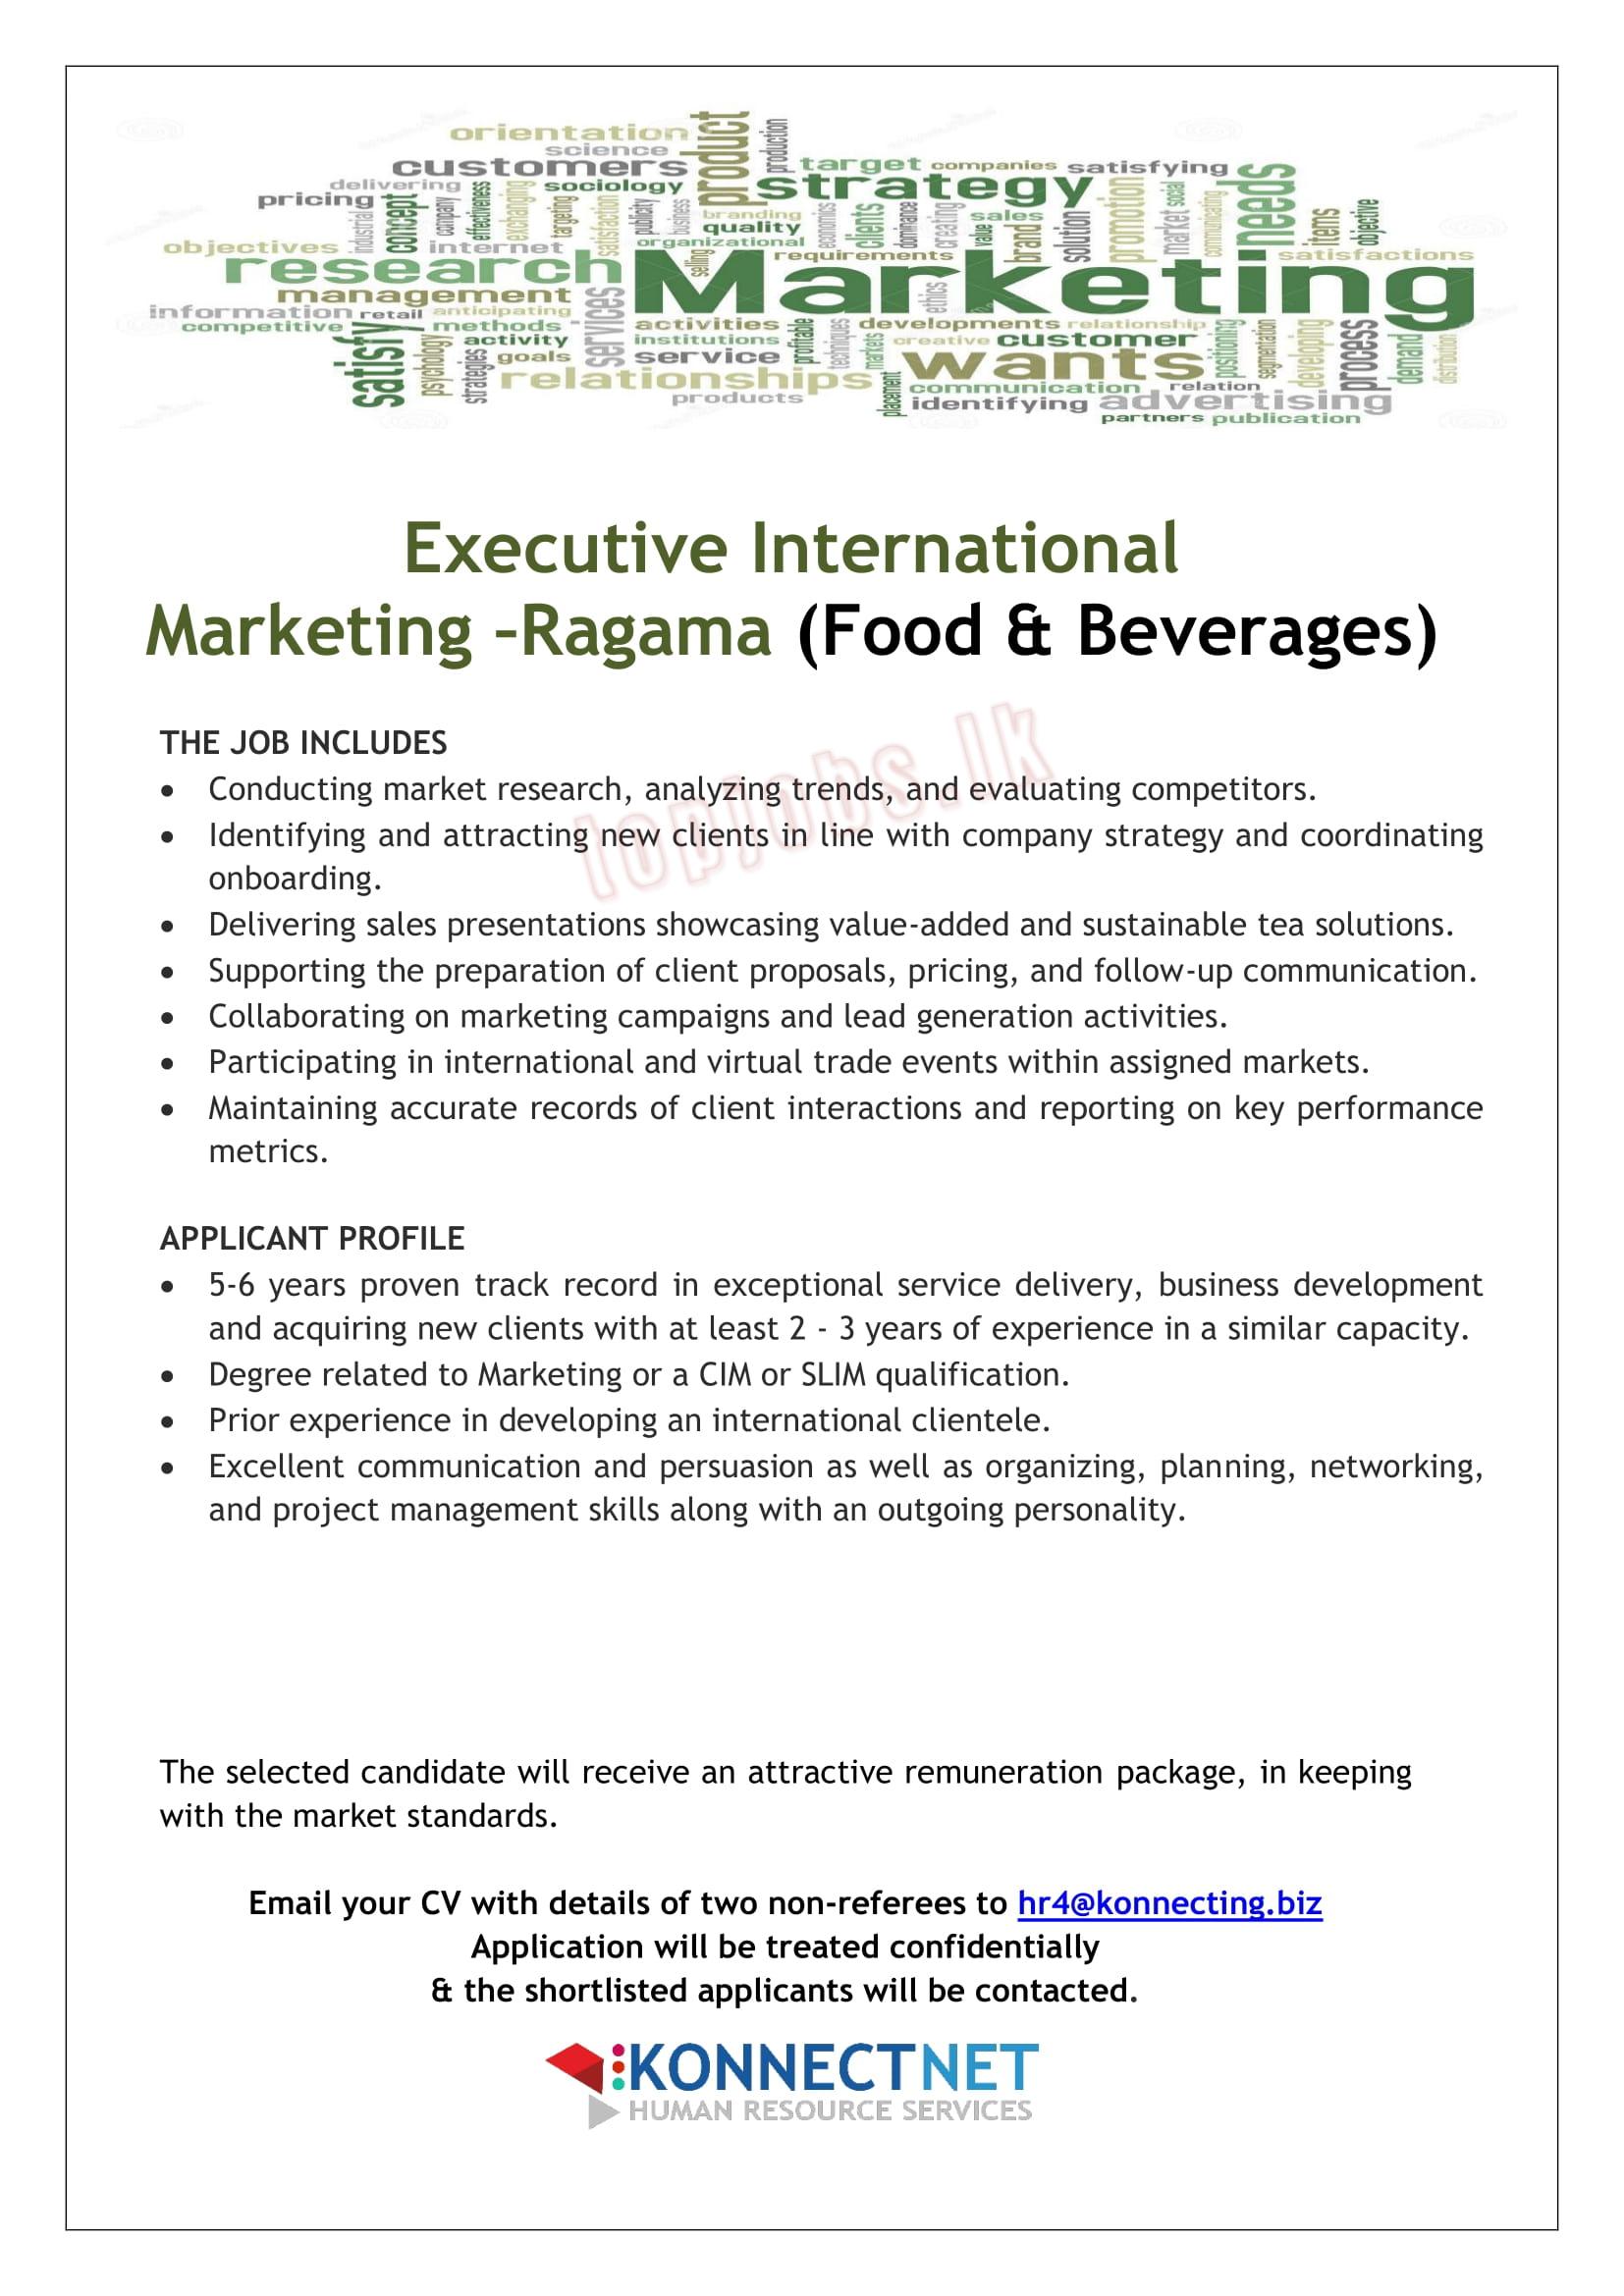 orientation
science
customers
product
production
target companies satisfying
delivering
sociology
strategy
needs
pricing
industrial
concept
company
effectiveness
exchanging
targeting
satisfaction
publicity
business
branding
quality
organizational
economics
clients
dominance
creating
value
sales
brand
solution
promotion
market
social
communicating
items
objective
objectives
internet
selling
requirements
satisfactions
research
Marketing
management
services
ethics
information retail anticipating
competitive
satisfy
methods
activities
developments relationship
psychology
activity
institutions
profitable
techniques
markets
creative customer
positioning
segmentation
developing
process
demand
distribution
strategies
goals
service
wants
relationships
products
placement
communication relation
identifying advertising
partners publication
Executive International
Marketing –Ragama (Food & Beverages)
topjobs.lk
THE JOB INCLUDES
• Conducting market research, analyzing trends, and evaluating competitors.
• Identifying and attracting new clients in line with company strategy and coordinating
onboarding.
• Delivering sales presentations showcasing value-added and sustainable tea solutions.
• Supporting the preparation of client proposals, pricing, and follow-up communication.
• Collaborating on marketing campaigns and lead generation activities.
• Participating in international and virtual trade events within assigned markets.
• Maintaining accurate records of client interactions and reporting on key performance
metrics.
APPLICANT PROFILE
• 5-6 years proven track record in exceptional service delivery, business development
and acquiring new clients with at least 2 - 3 years of experience in a similar capacity.
• Degree related to Marketing or a CIM or SLIM qualification.
• Prior experience in developing an international clientele.
• Excellent communication and persuasion as well as organizing, planning, networking,
and project management skills along with an outgoing personality.
The selected candidate will receive an attractive remuneration package, in keeping
with the market standards.
Email your CV with details of two non-referees to hr4@konnecting.biz
Application will be treated confidentially
& the shortlisted applicants will be contacted.
KONNECTNET
HUMAN RESOURCE SERVICES